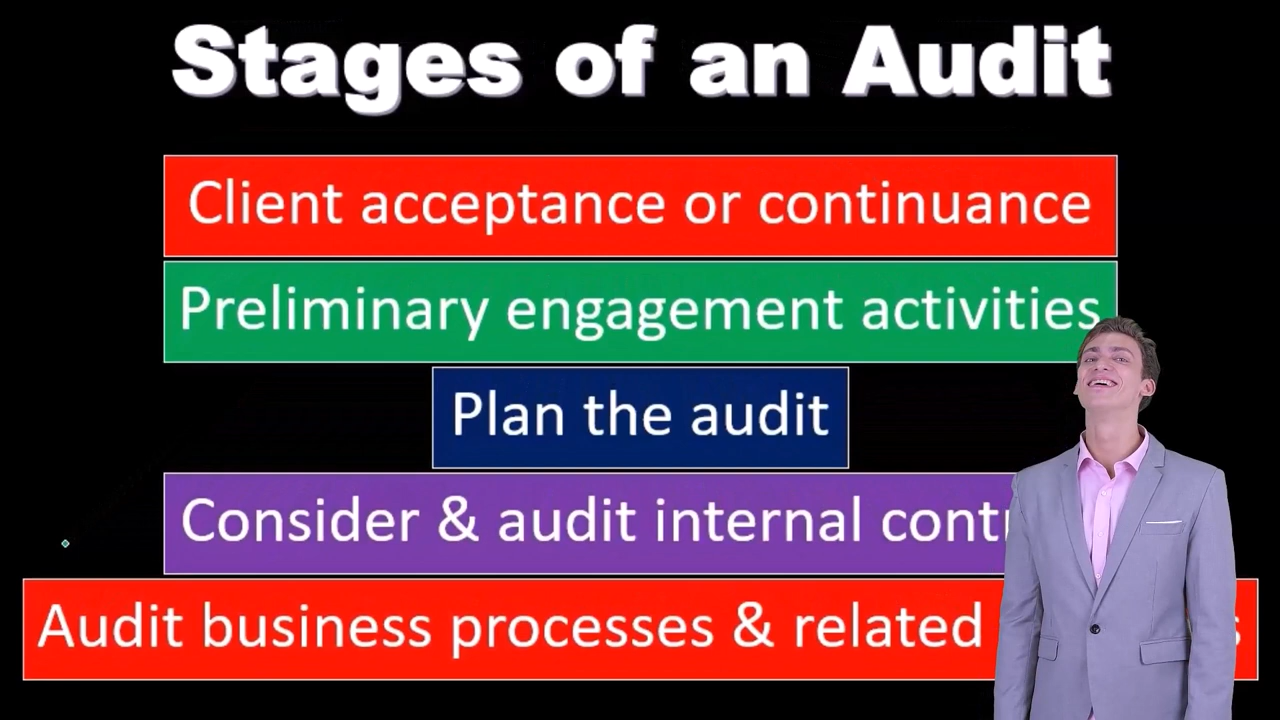 Stages of an Audit
Client acceptance or continuance
Preliminary engagement activities
Plan the audit
Consider & audit internal
Audit business processes & related